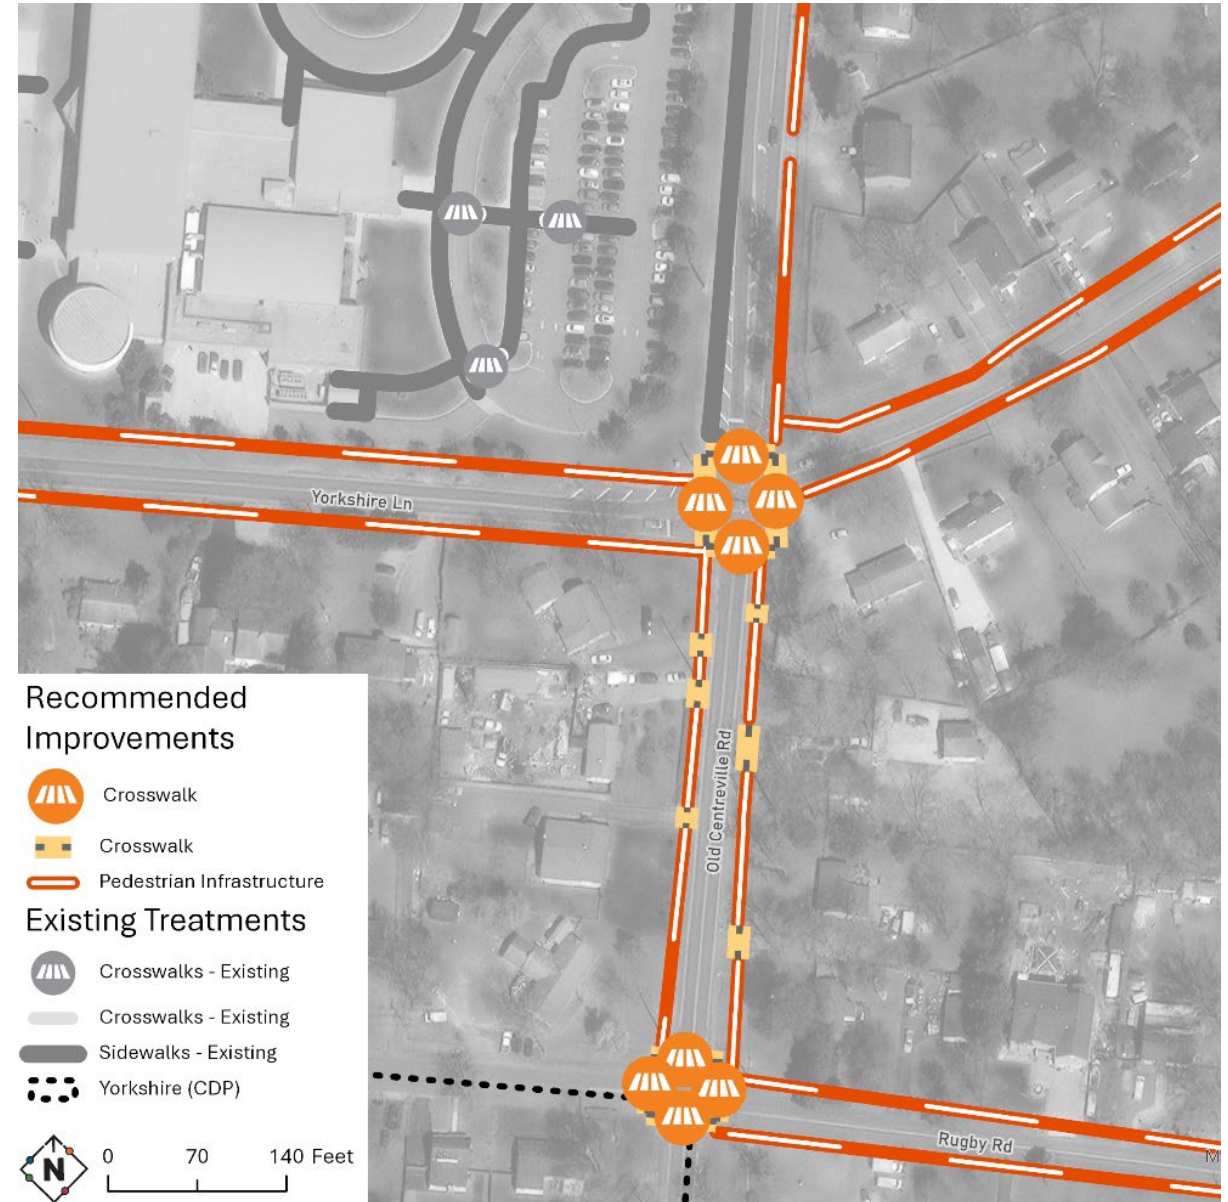 Yorkshire Ln
Old Centreville Rd
Rugby Rd
M
Recommended
Improvements
Crosswalk
Crosswalk
Pedestrian Infrastructure
Existing Treatments
Crosswalks - Existing
Crosswalks - Existing
Sidewalks - Existing
Yorkshire (CDP)
N
0 70 140 Feet